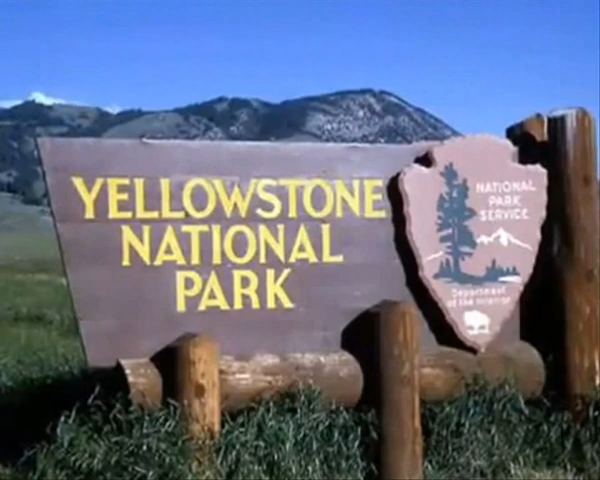 YELLOWSTONE
NATIONAL
PARK
NATIONAL
PARK
SERVICE
Department
of the Interior